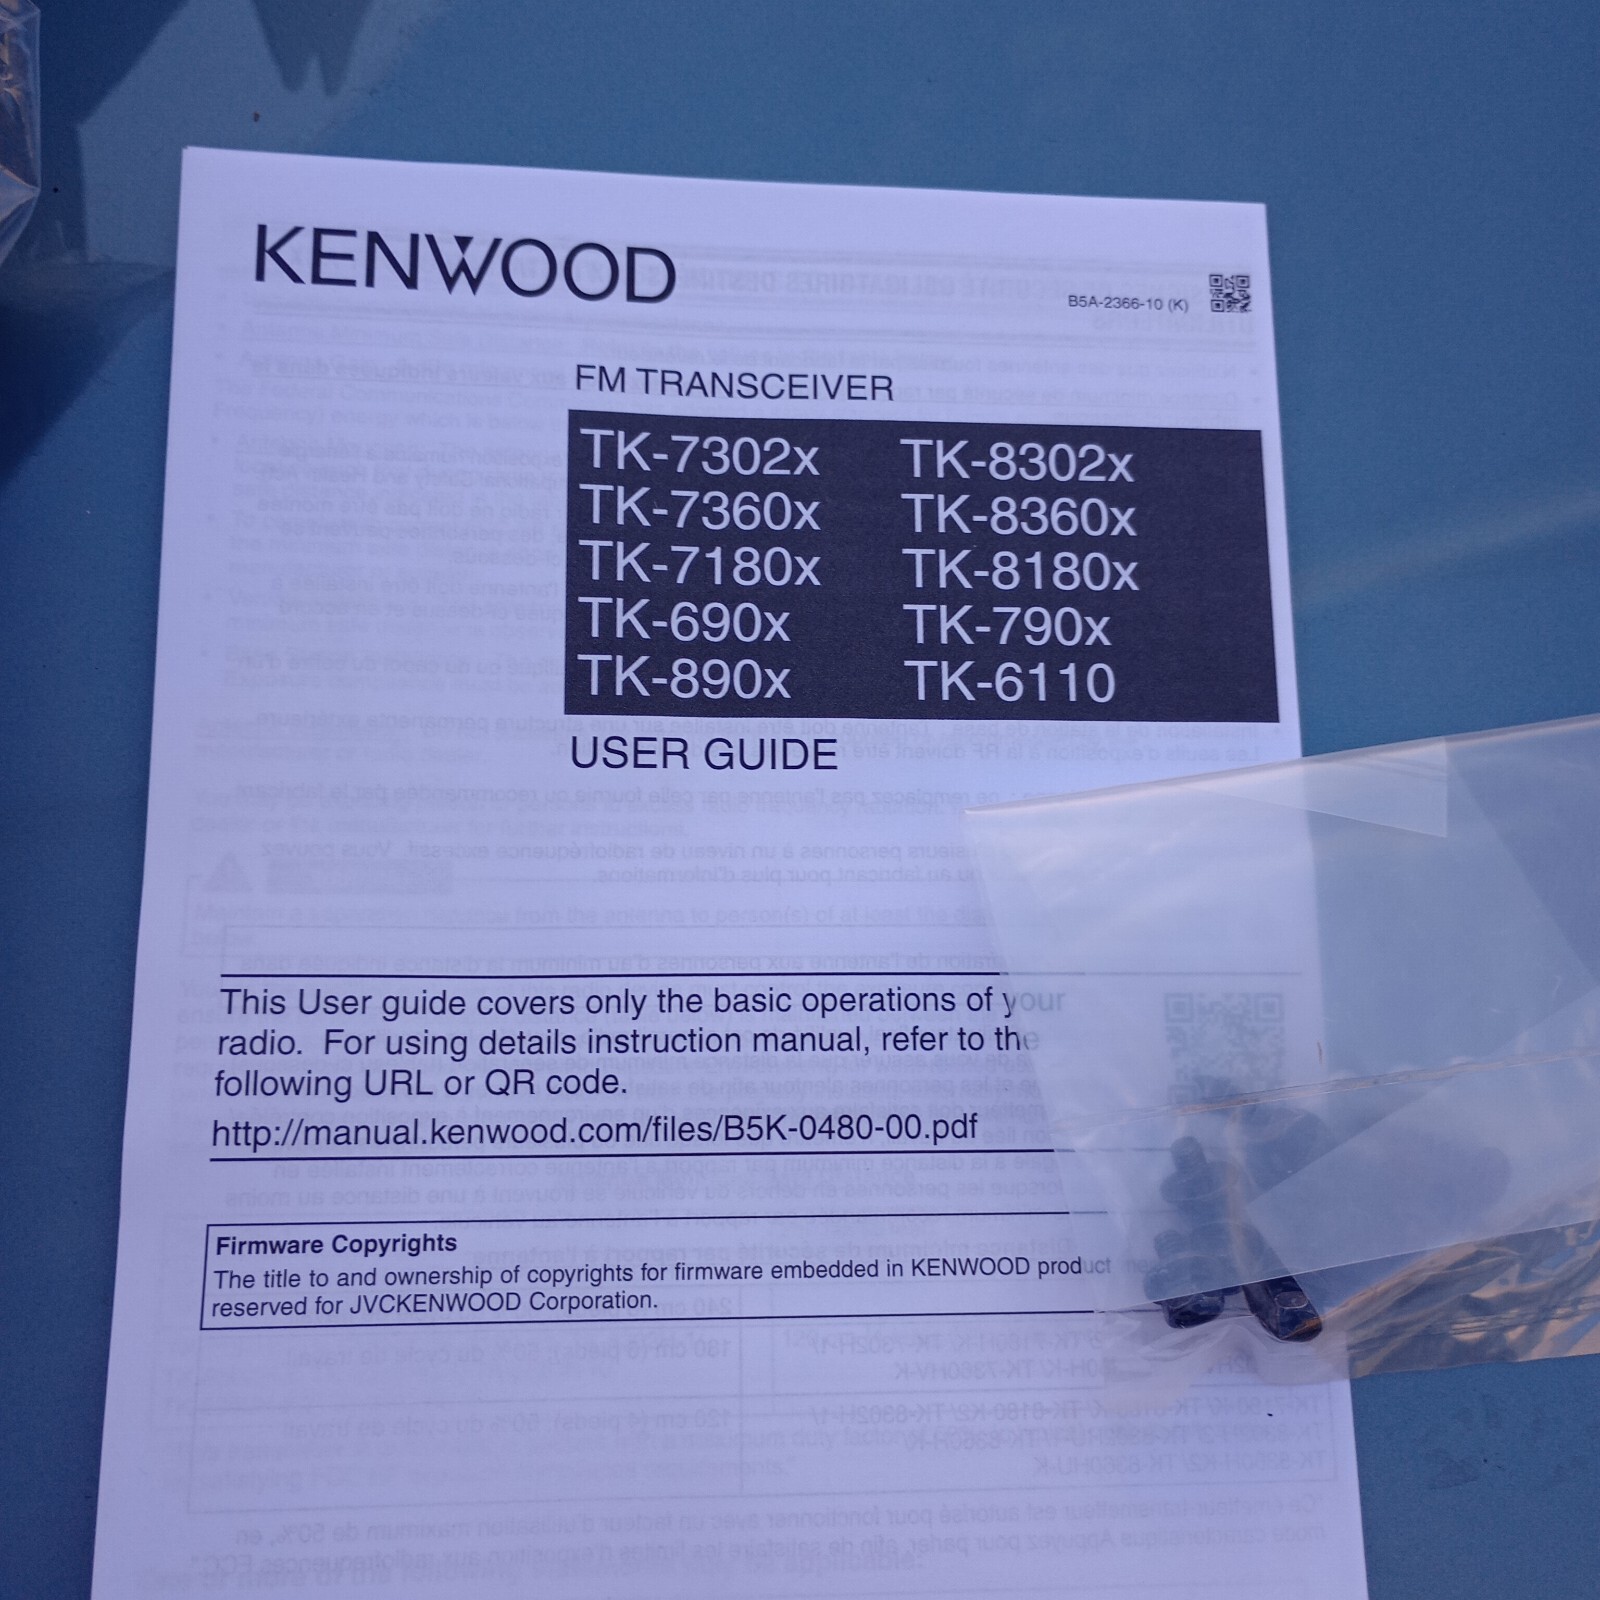 KENWOOD
B5A-2366-10 (K)
FM TRANSCEIVER
TK-7302x TK-8302x
TK-7360x TK-8360x
TK-7180x TK-8180x
TK-690x TK-790x
TK-890x TK-6110
USER GUIDE
This User guide covers only the basic operations of your
radio. For using details instruction manual, refer to the
following URL or QR code.
http://manual.kenwood.com/files/B5K-0480-00.pdf
Firmware Copyrights
The title to and ownership of copyrights for firmware embedded in KENWOOD product
reserved for JVCKENWOOD Corporation.